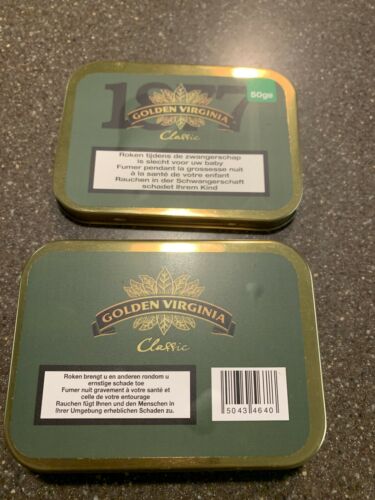 1877
50ge
GOLDEN VIRGINIA
Classic
Roken tijdens de zwangerschap
is slecht voor uw baby
Fumer pendant la grossesse nuit
à la santé de votre enfant
Rauchen in der Schwangerschaft
schadet Ihrem Kind
GOLDEN VIRGINIA
Classic
Roken brengt u en anderen rondom u
ernstige schade toe
Fumer nuit gravement à votre santé et
celle de votre entourage
Rauchen fügt Ihnen und den Menschen in
Ihrer Umgebung erheblichen Schaden zu.
5043 4640